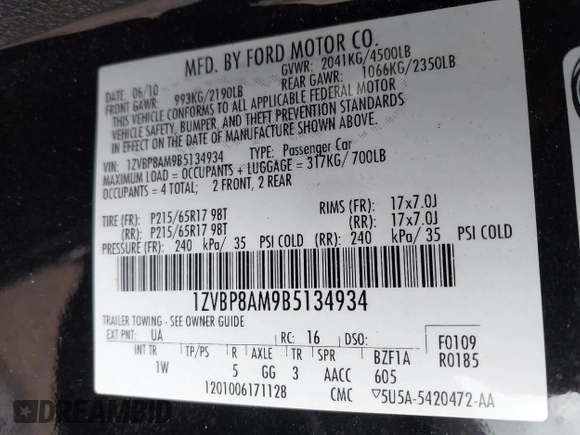 MFD. BY FORD MOTOR CO.
DATE: 06/10 GVWR: 2041KG/4500LB
FRONT GAWR: 993KG/2190LB REAR GAWR: 1066KG/2350LB
THIS VEHICLE CONFORMS TO ALL APPLICABLE FEDERAL MOTOR
VEHICLE SAFETY, BUMPER, AND THEFT PREVENTION STANDARDS
IN EFFECT ON THE DATE OF MANUFACTURE SHOWN ABOVE.
VIN: 1ZVBP8AM9B5134934 TYPE: Passenger Car
MAXIMUM LOAD = OCCUPANTS + LUGGAGE = 317KG/700LB
OCCUPANTS = 4 TOTAL; 2 FRONT, 2 REAR
TIRE (FR): P215/65R17 98T RIMS (FR): 17x7.0J
(RR): P215/65R17 98T (RR): 17x7.0J
PRESSURE (FR): 240 kPa/ 35 PSI COLD (RR): 240 kPa/ 35 PSI COLD
1ZVBP8AM9B5134934
TRAILER TOWING - SEE OWNER GUIDE
EXT PNT: UA RC: 16 DSO: F0109
R0185
INT TR TP/PS R AXLE TR SPR BZF1A
1W 5 GG 3 AACC 605
1201006171128 CMC ▽5U5A-5420472-AA
DREAMBID